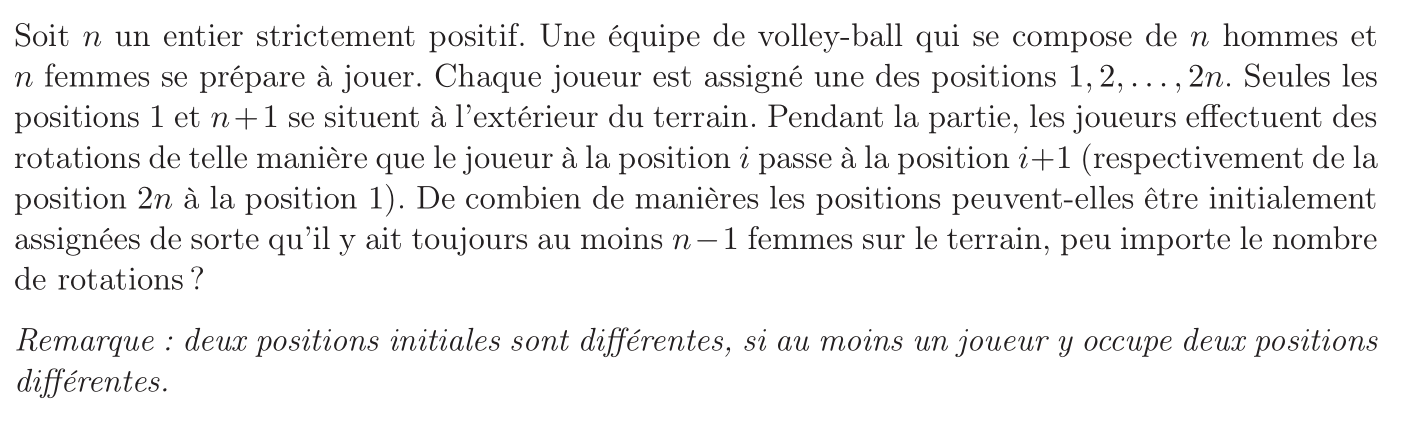 Soit n un entier strictement positif. Une équipe de volley-ball qui se compose de n hommes et
n femmes se prépare à jouer. Chaque joueur est assigné une des positions 1, 2, . . . , 2n. Seules les
positions 1 et n+1 se situent à l'extérieur du terrain. Pendant la partie, les joueurs effectuent des
rotations de telle manière que le joueur à la position i passe à la position i+1 (respectivement de la
position 2n à la position 1). De combien de manières les positions peuvent-elles être initialement
assignées de sorte qu'il y ait toujours au moins n−1 femmes sur le terrain, peu importe le nombre
de rotations ?
Remarque : deux positions initiales sont différentes, si au moins un joueur y occupe deux positions
différentes.